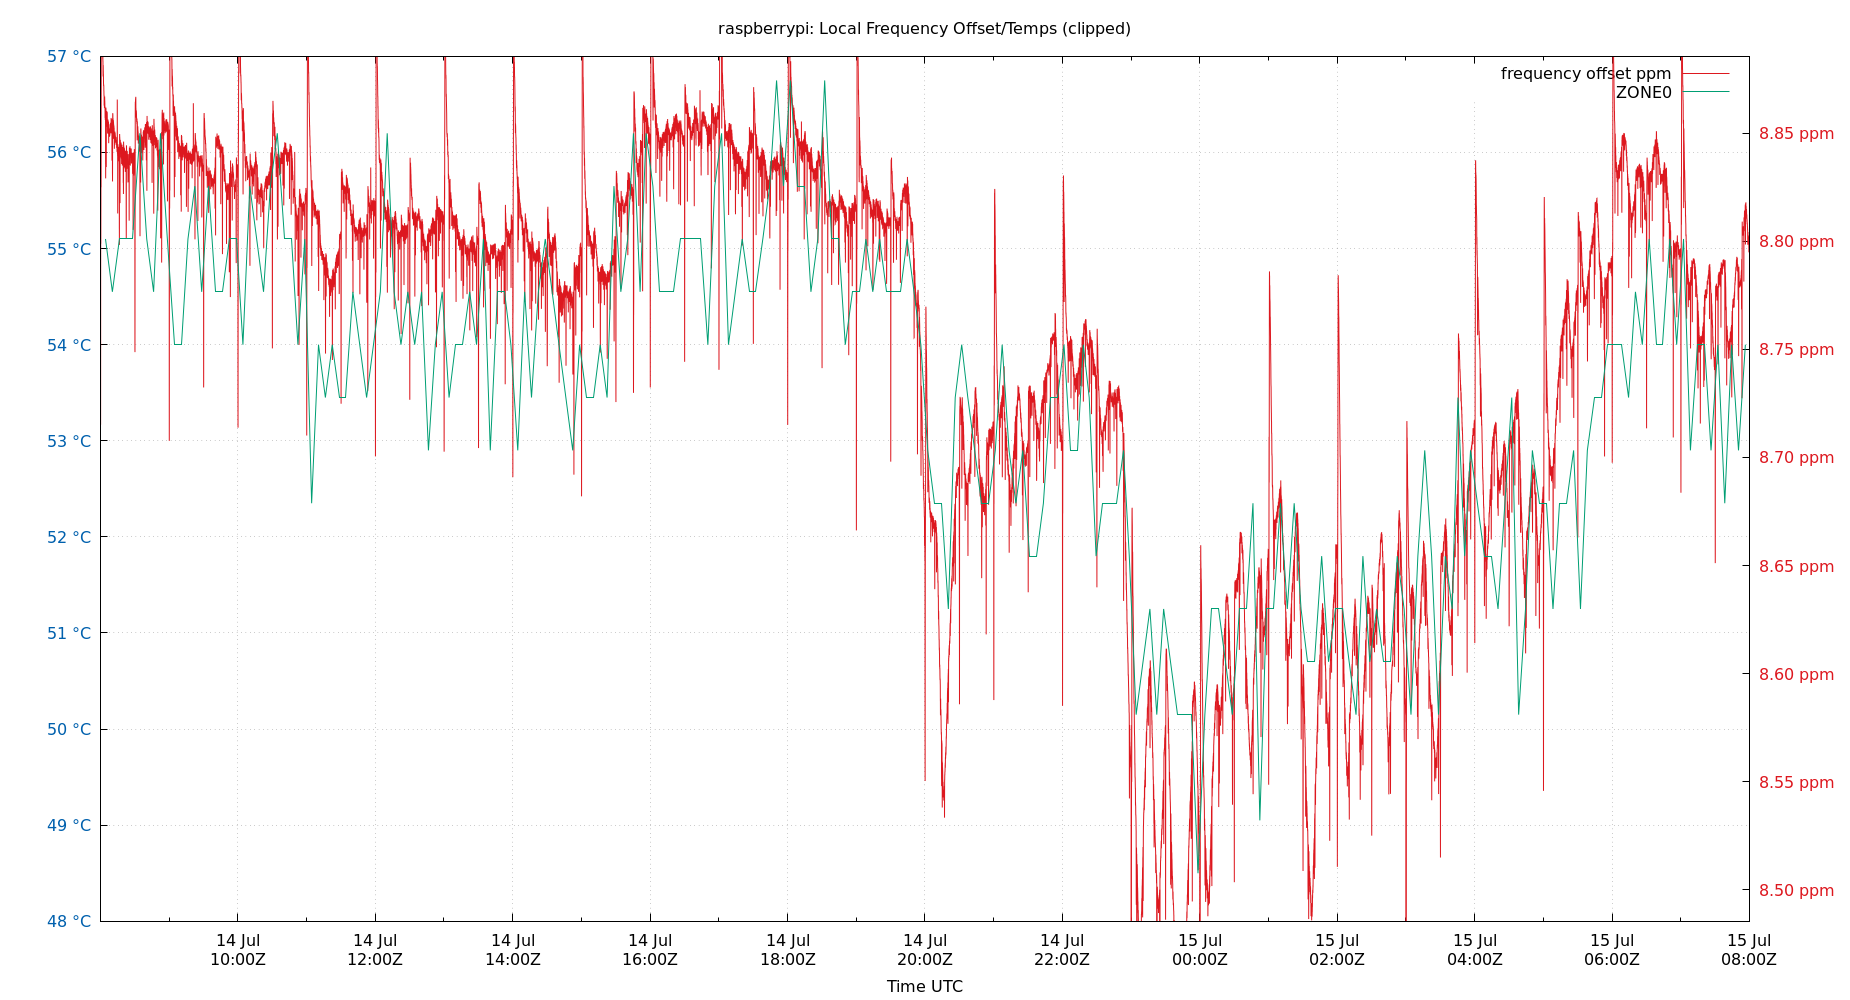 raspberrypi: Local Frequency Offset/Temps (clipped)
57 °C
56 °C
55 °C
54 °C
53 °C
52 °C
51 °C
50 °C
49 °C
48 °C
frequency offset ppm
ZONE0
8.85 ppm
8.80 ppm
8.75 ppm
8.70 ppm
8.65 ppm
8.60 ppm
8.55 ppm
8.50 ppm
14 Jul 14 Jul 14 Jul 14 Jul 14 Jul 14 Jul 14 Jul 15 Jul 15 Jul 15 Jul 15 Jul 15 Jul
10:00Z 12:00Z 14:00Z 16:00Z 18:00Z 20:00Z 22:00Z 00:00Z 02:00Z 04:00Z 06:00Z 08:00Z
Time UTC